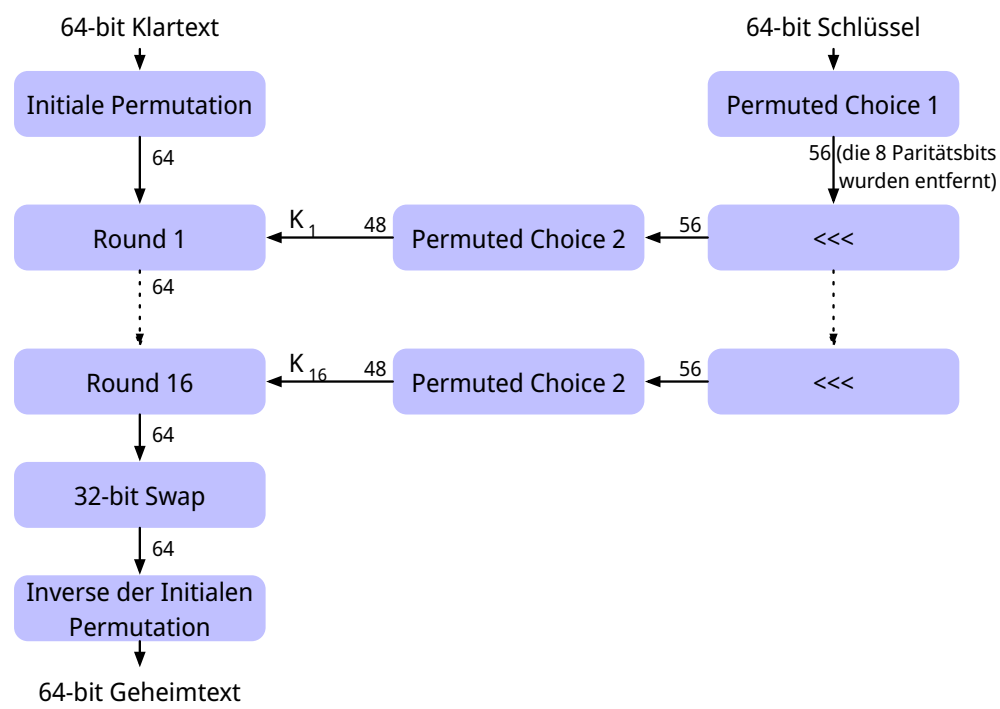 64-bit Klartext
64-bit Schlüssel
Initiale Permutation
Permuted Choice 1
64
56 (die 8 Paritätsbits
wurden entfernt)
Round 1
K 1
48
Permuted Choice 2
56
<<<
64
Round 16
K 16
48
Permuted Choice 2
56
<<<
64
32-bit Swap
64
Inverse der Initialen
Permutation
64-bit Geheimtext